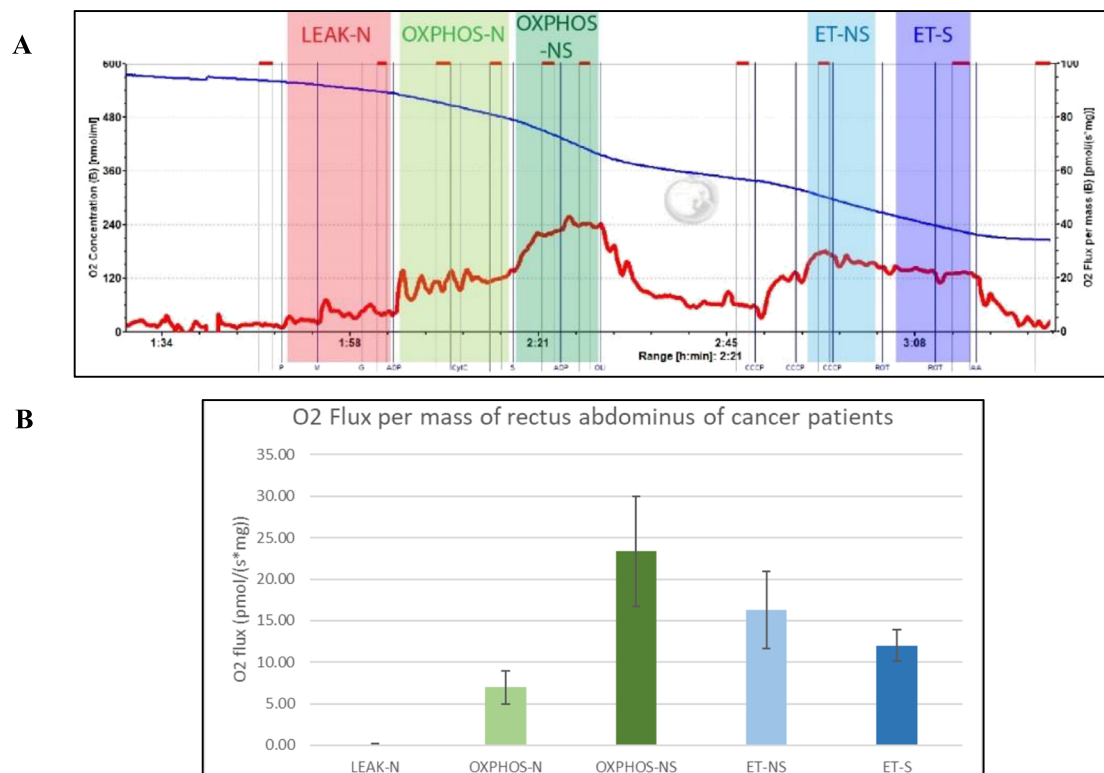 A
LEAK-N
OXPHOS-N
OXPHOS
-NS
ET-NS
ET-S
600
480
360
240
120
0
O2 Concentration (B) [nmol/ml]
100
80
60
40
20
0
O2 Flux per mass (B) [pmol/(s*mg)]
1:34
1:58
2:21
2:45
3:08
Range [h:min]: 2:21
P
M
G
ADP
CytC
S
ADP
OLI
CCCP
CCCP
CCCP
ROT
ROT
AA
B
O2 Flux per mass of rectus abdominus of cancer patients
35.00
30.00
25.00
20.00
15.00
10.00
5.00
0.00
O2 flux (pmol/(s*mg))
LEAK-N
OXPHOS-N
OXPHOS-NS
ET-NS
ET-S